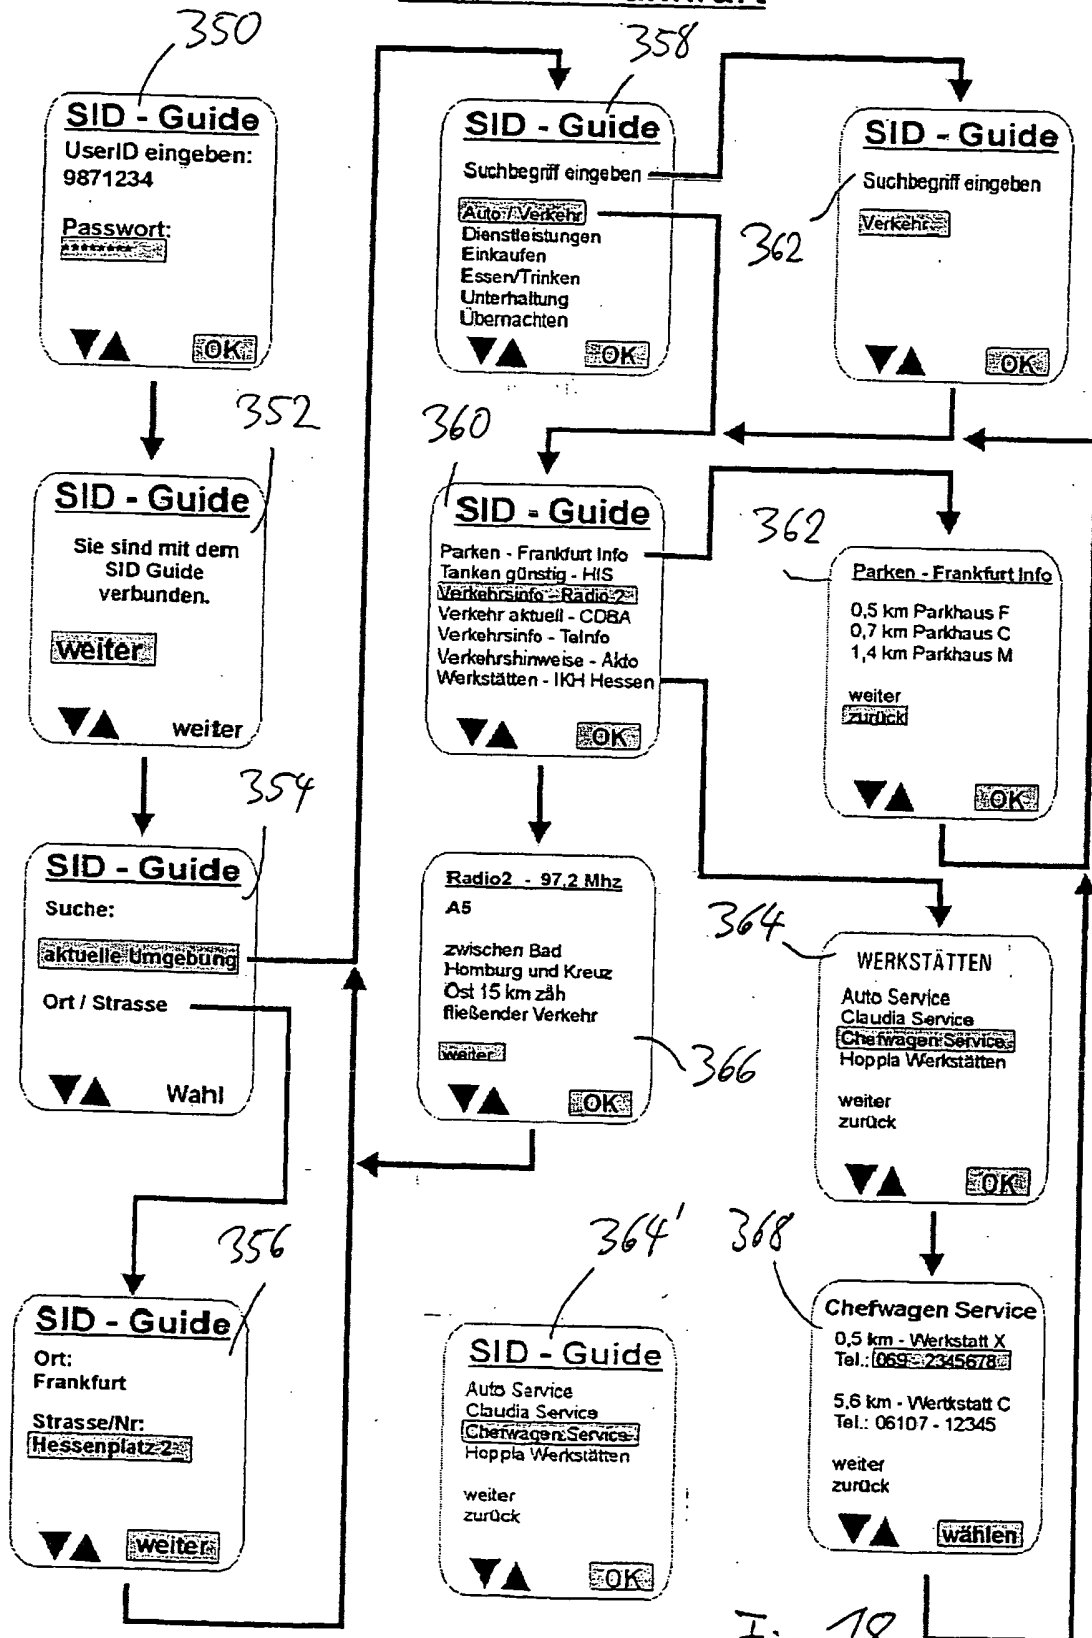 350
SID - Guide
UserID eingeben:
9871234
Passwort:
********
OK
352
SID - Guide
Sie sind mit dem
SID Guide
verbunden.
weiter
weiter
354
SID - Guide
Suche:
aktuelle Umgebung
Ort / Strasse
Wahl
356
SID - Guide
Ort:
Frankfurt
Strasse/Nr:
Hessenplatz 2_
weiter
358
SID - Guide
Suchbegriff eingeben
Auto / Verkehr
Dienstleistungen
Einkaufen
Essen/Trinken
Unterhaltung
Übernachten
OK
362
SID - Guide
Suchbegriff eingeben
Verkehr
OK
360
SID - Guide
Parken - Frankfurt Info
Tanken günstig - HIS
Verkehrsinfo - Radio 2
Verkehr aktuell - CDBA
Verkehrsinfo - Telnfo
Verkehrshinweise - Akto
Werkstätten - IKH Hessen
OK
362
Parken - Frankfurt Info
0,5 km Parkhaus F
0,7 km Parkhaus C
1,4 km Parkhaus M
weiter
zurück
OK
Radio2 - 97,2 Mhz
A5
zwischen Bad
Homburg und Kreuz
Ost 15 km zäh
fließender Verkehr
weiter
OK
366
364
WERKSTÄTTEN
Auto Service
Claudia Service
Chefwagen Service
Hoppla Werkstätten
weiter
zurück
OK
364'
SID - Guide
Auto Service
Claudia Service
Chefwagen Service
Hoppla Werkstätten
weiter
zurück
OK
368
Chefwagen Service
0,5 km - Werkstatt X
Tel.: 069 - 2345678
5,6 km - Wertkstatt C
Tel.: 06107 - 12345
weiter
zurück
wählen
18